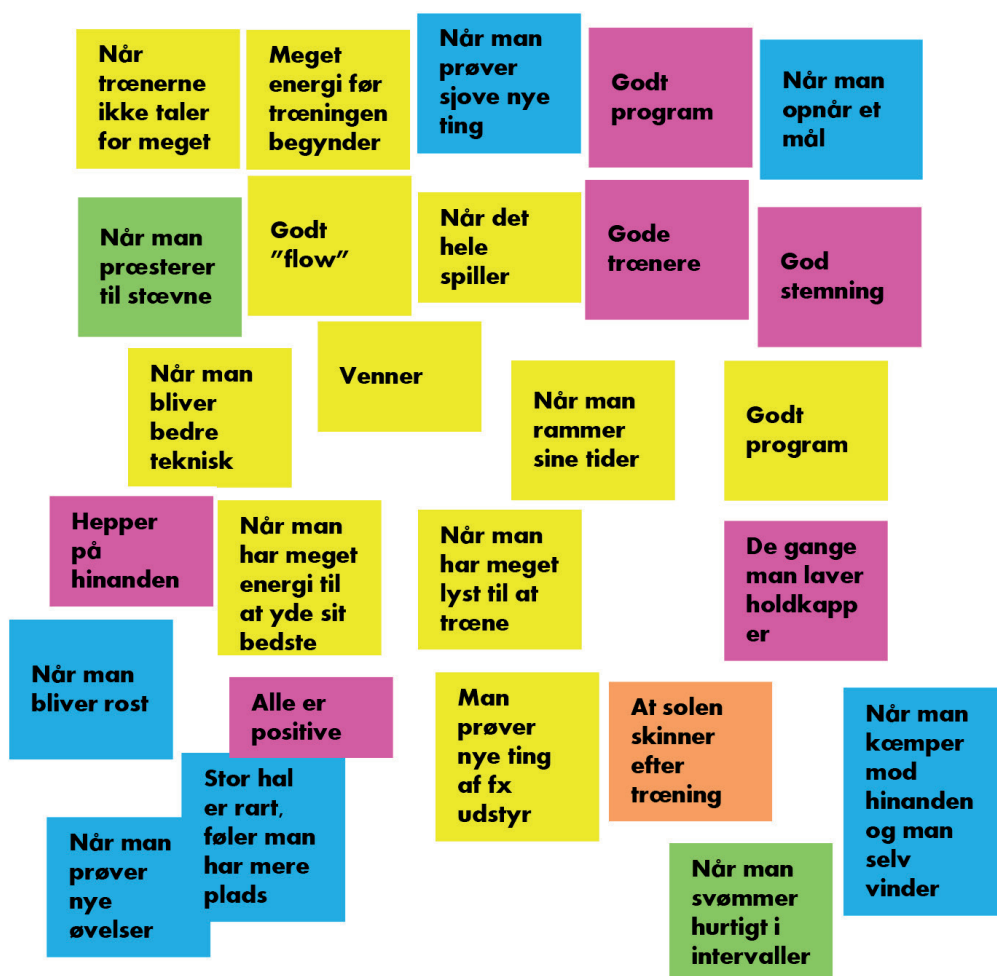 Når
trænerne
ikke taler
for meget
Meget
energi før
træningen
begynder
Når man
prøver
sjove nye
ting
Godt
program
Når man
opnår et
mål
Når man
præsterer
til stævne
Godt
”flow”
Når det
hele
spiller
Gode
trænere
God
stemning
Når man
bliver
bedre
teknisk
Venner
Når man
rammer
sine tider
Godt
program
Hepper
på
hinanden
Når man
har meget
energi til
at yde sit
bedste
Når man
har meget
lyst til at
træne
De gange
man laver
holdkapp
er
Når man
bliver rost
Alle er
positive
Man
prøver
nye ting
af fx
udstyr
At solen
skinner
efter
træning
Når man
kæmper
mod
hinanden
og man
selv
vinder
Når man
prøver
nye
øvelser
Stor hal
er rart,
føler man
har mere
plads
Når man
svømmer
hurtigt i
intervaller